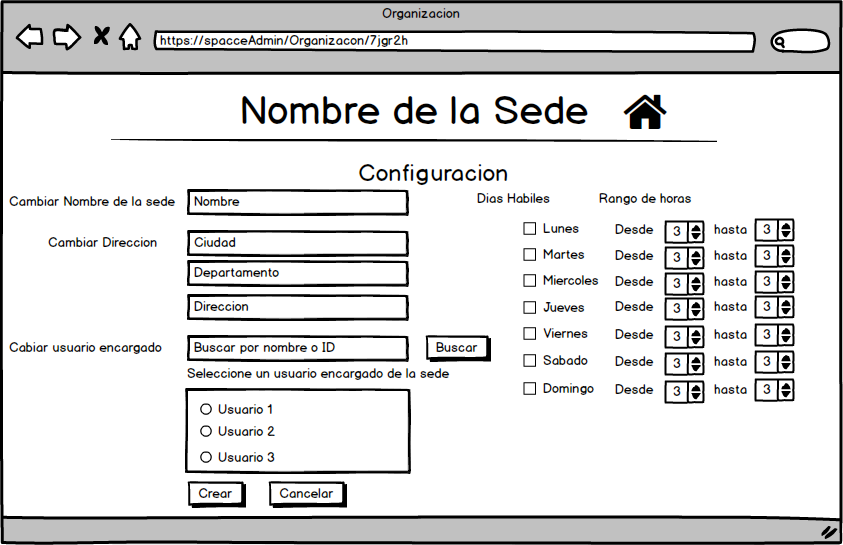 Organizacion
https://spacceAdmin/Organizacon/7jgr2h
Nombre de la Sede
Configuracion
Cambiar Nombre de la sede Nombre
Cambiar Direccion Ciudad
Departamento
Direccion
Cabiar usuario encargado Buscar por nombre o ID Buscar
Seleccione un usuario encargado de la sede
Usuario 1
Usuario 2
Usuario 3
Crear Cancelar
Dias Habiles Rango de horas
Lunes Desde 3 hasta 3
Martes Desde 3 hasta 3
Miercoles Desde 3 hasta 3
Jueves Desde 3 hasta 3
Viernes Desde 3 hasta 3
Sabado Desde 3 hasta 3
Domingo Desde 3 hasta 3